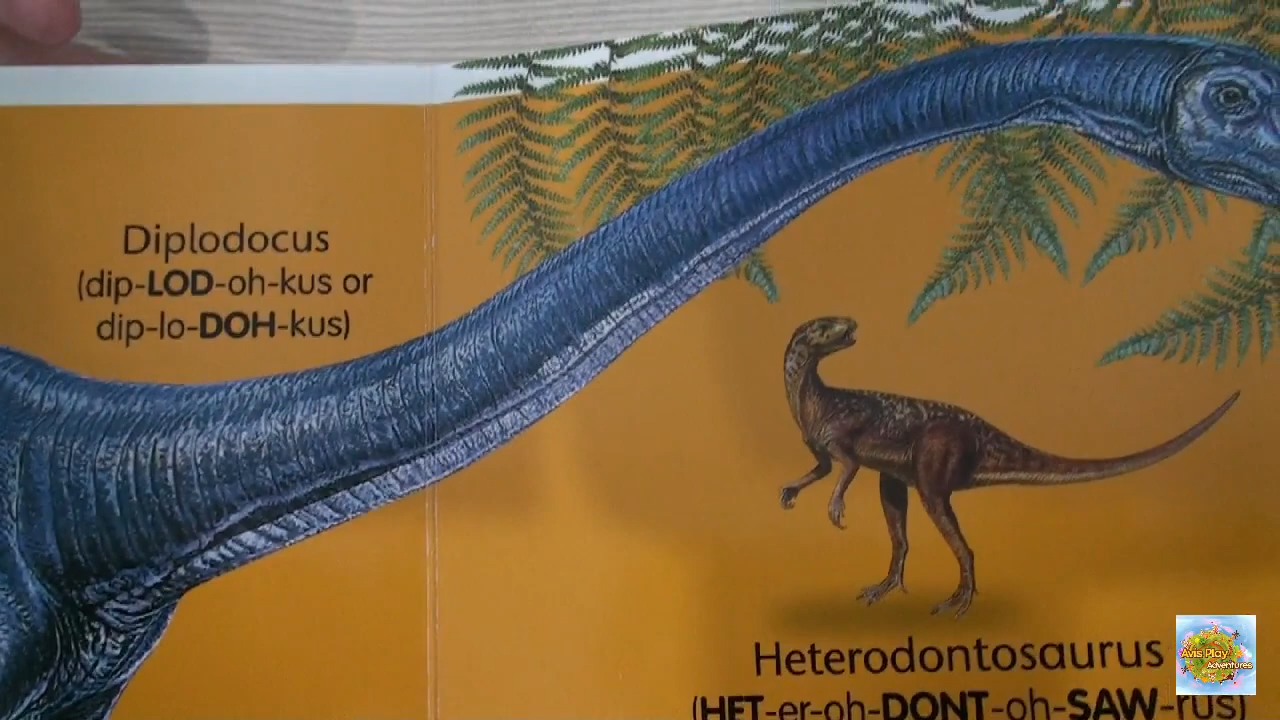 Diplodocus
(dip-LOD-oh-kus or
dip-lo-DOH-kus)
Heterodontosaurus
(HET-er-oh-DONT-oh-SAW-rus)
Avis Play
Adventures